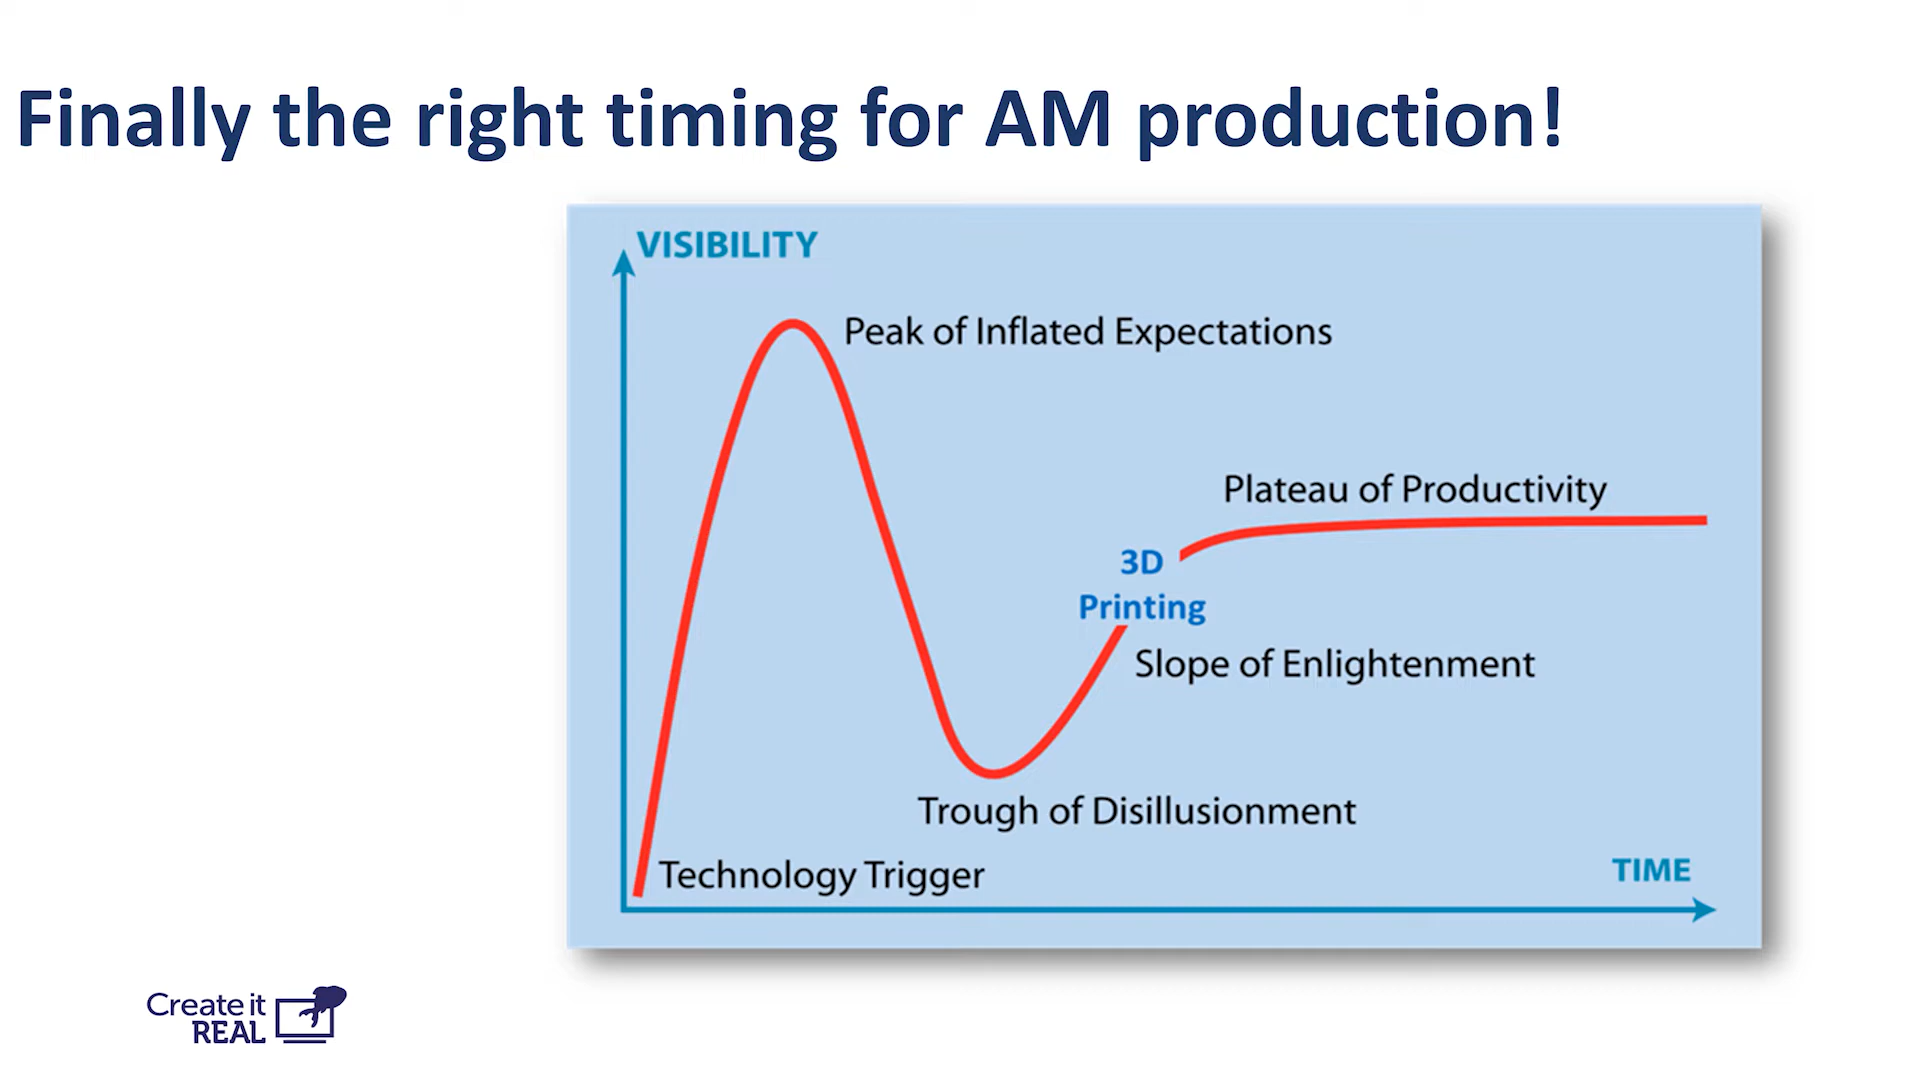 Finally the right timing for AM production!
VISIBILITY
Peak of Inflated Expectations
Plateau of Productivity
3D
Printing
Slope of Enlightenment
Trough of Disillusionment
Technology Trigger
TIME
Create it
REAL